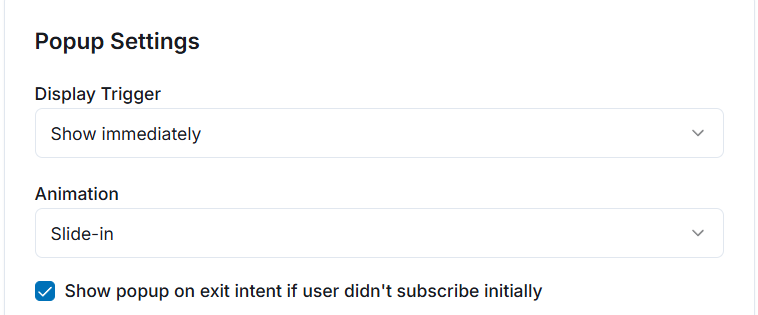 Popup Settings
Display Trigger
Show immediately
Animation
Slide-in
Show popup on exit intent if user didn't subscribe initially